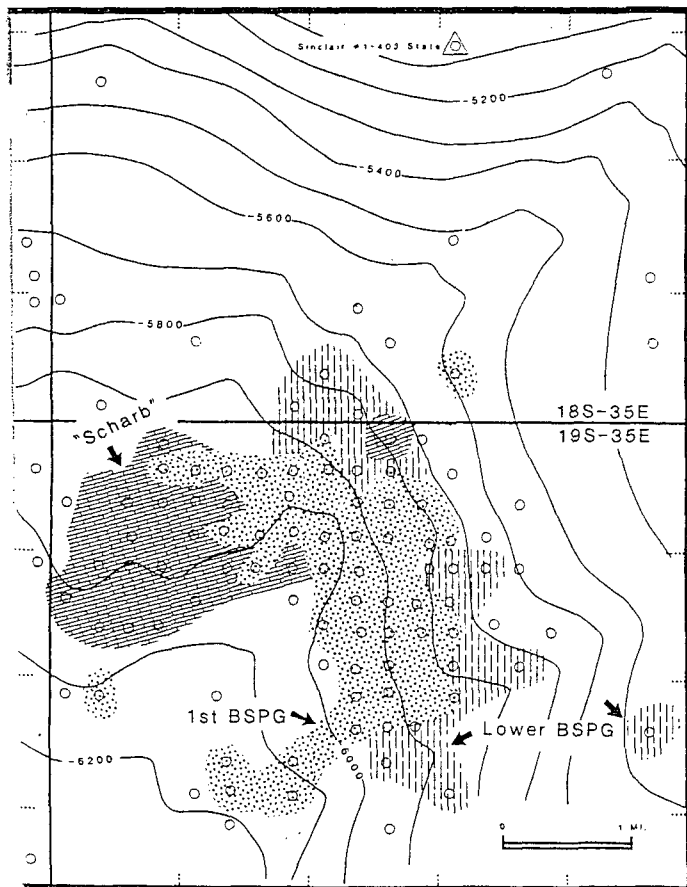 Sinclair #1-403 State
-5200
-5400
-5600
-5800
18S-35E
19S-35E
"Scharb"
1st BSPG
Lower BSPG
-6000
-6200
0 1 MI.